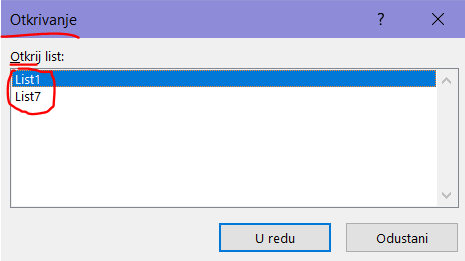 Otkrivanje ?
Otkrij list:
List1
List7
U redu Odustani